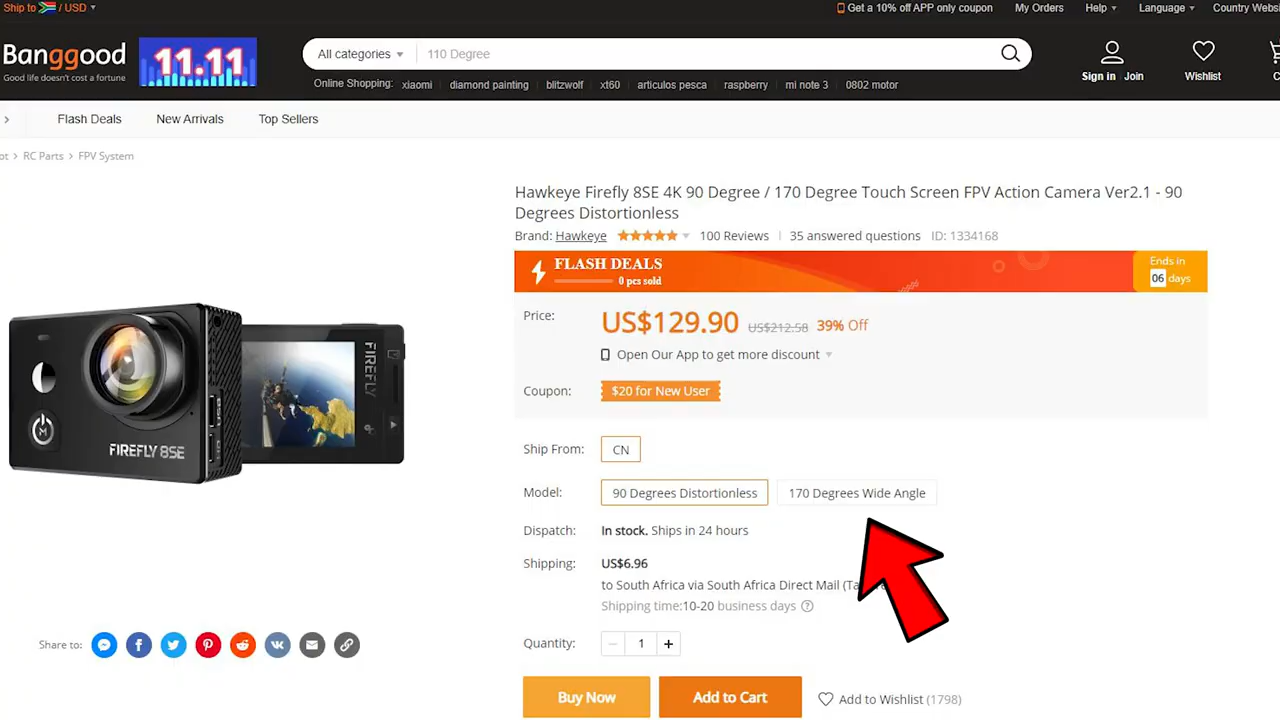 Ship to / USD
Get a 10% off APP only coupon
My Orders
Help
Language
Country Websi
Banggood
Good life doesn't cost a fortune
11.11
All categories
110 Degree
Sign in Join
Wishlist
Online Shopping: xiaomi diamond painting blitzwolf xt60 articulos pesca raspberry mi note 3 0802 motor
Flash Deals New Arrivals Top Sellers
RC Parts > FPV System
Hawkeye Firefly 8SE 4K 90 Degree / 170 Degree Touch Screen FPV Action Camera Ver2.1 - 90
Degrees Distortionless
Brand: Hawkeye 100 Reviews 35 answered questions ID: 1334168
FLASH DEALS
0 pcs sold
Ends in
06 days
Price: US$129.90 US$212.58 39% Off
Open Our App to get more discount
Coupon: $20 for New User
Ship From: CN
Model: 90 Degrees Distortionless 170 Degrees Wide Angle
Dispatch: In stock. Ships in 24 hours
Shipping: US$6.96
to South Africa via South Africa Direct Mail
Shipping time:10-20 business days
Quantity: 1 +
Buy Now Add to Cart Add to Wishlist (1798)
FIREFLY 8SE
FIREFLY
USB
M
Share to: